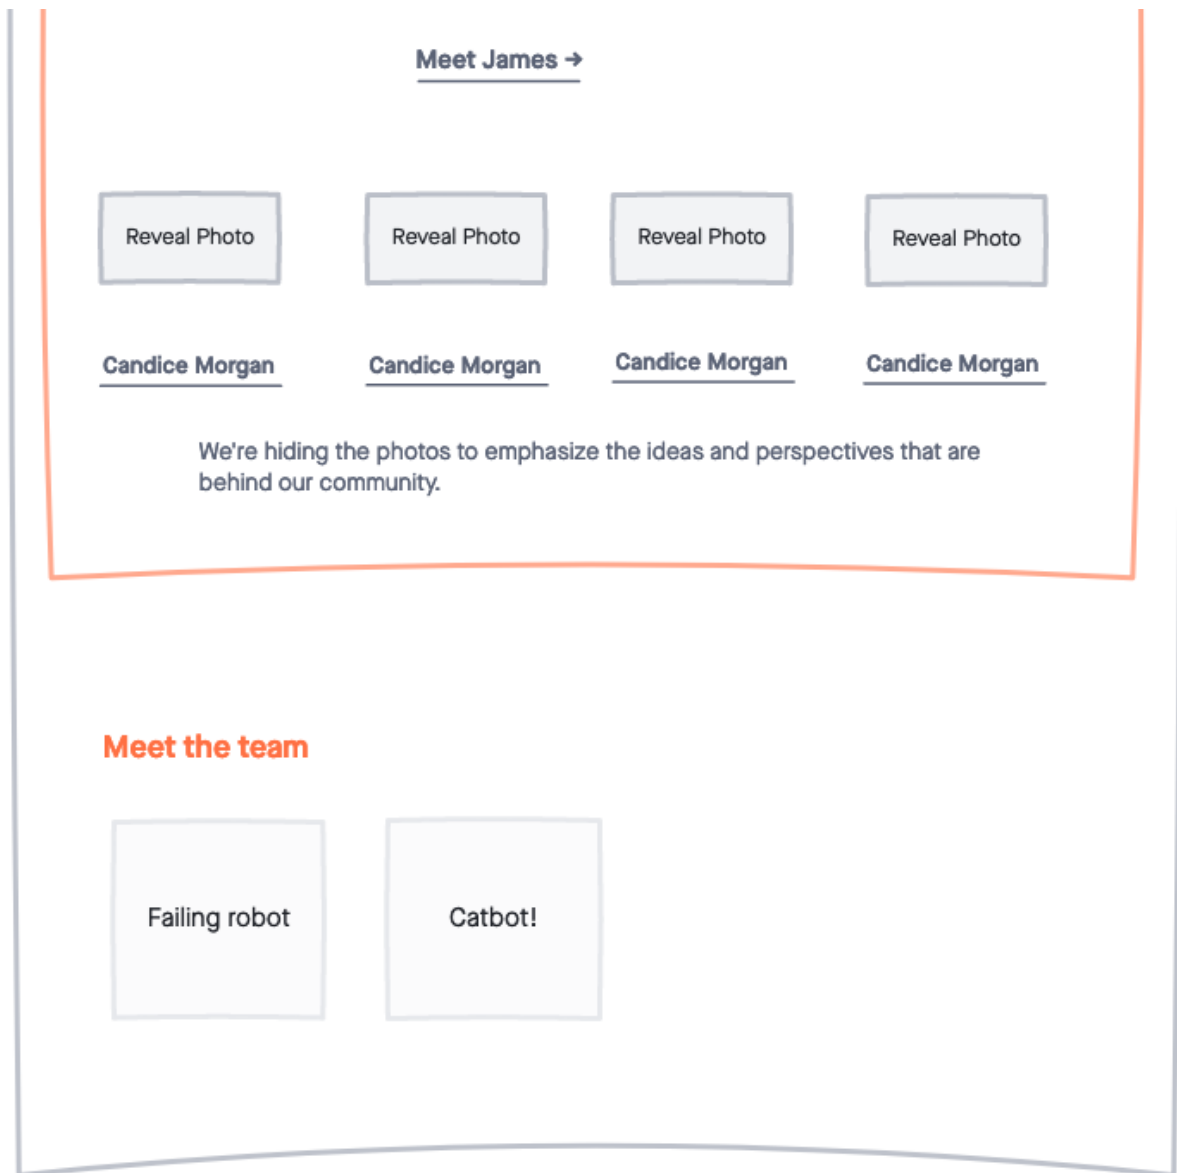 Meet James →
Reveal Photo Reveal Photo Reveal Photo Reveal Photo
Candice Morgan Candice Morgan Candice Morgan Candice Morgan
We're hiding the photos to emphasize the ideas and perspectives that are
behind our community.
Meet the team
Failing robot Catbot!